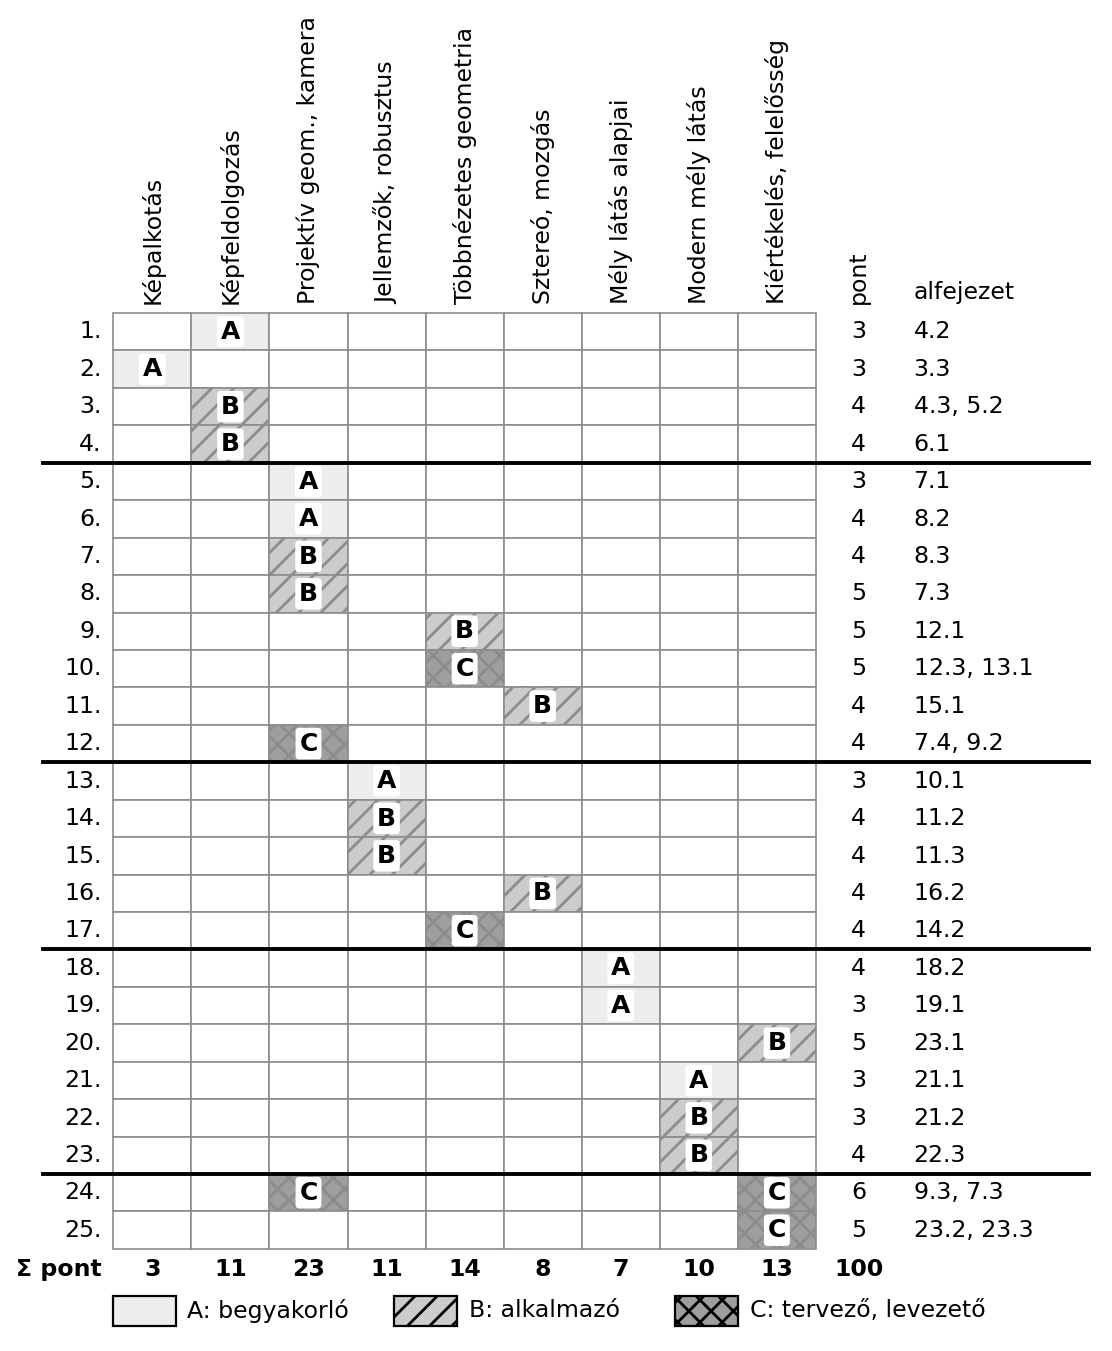 Képalkotás
Képfeldolgozás
Projektív geom., kamera
Jellemzők, robusztus
Többnézetes geometria
Sztereó, mozgás
Mély látás alapjai
Modern mély látás
Kiértékelés, felelősség
pont
alfejezet
1. A 3 4.2
2. A 3 3.3
3. B 4 4.3, 5.2
4. B 4 6.1
5. A 3 7.1
6. A 4 8.2
7. B 4 8.3
8. B 5 7.3
9. B 5 12.1
10. C 5 12.3, 13.1
11. B 4 15.1
12. C 4 7.4, 9.2
13. A 3 10.1
14. B 4 11.2
15. B 4 11.3
16. B 4 16.2
17. C 4 14.2
18. A 4 18.2
19. A 3 19.1
20. B 5 23.1
21. A 3 21.1
22. B 3 21.2
23. B 4 22.3
24. C C 6 9.3, 7.3
25. C 5 23.2, 23.3
Σ pont 3 11 23 11 14 8 7 10 13 100
A: begyakorló B: alkalmazó C: tervező, levezető